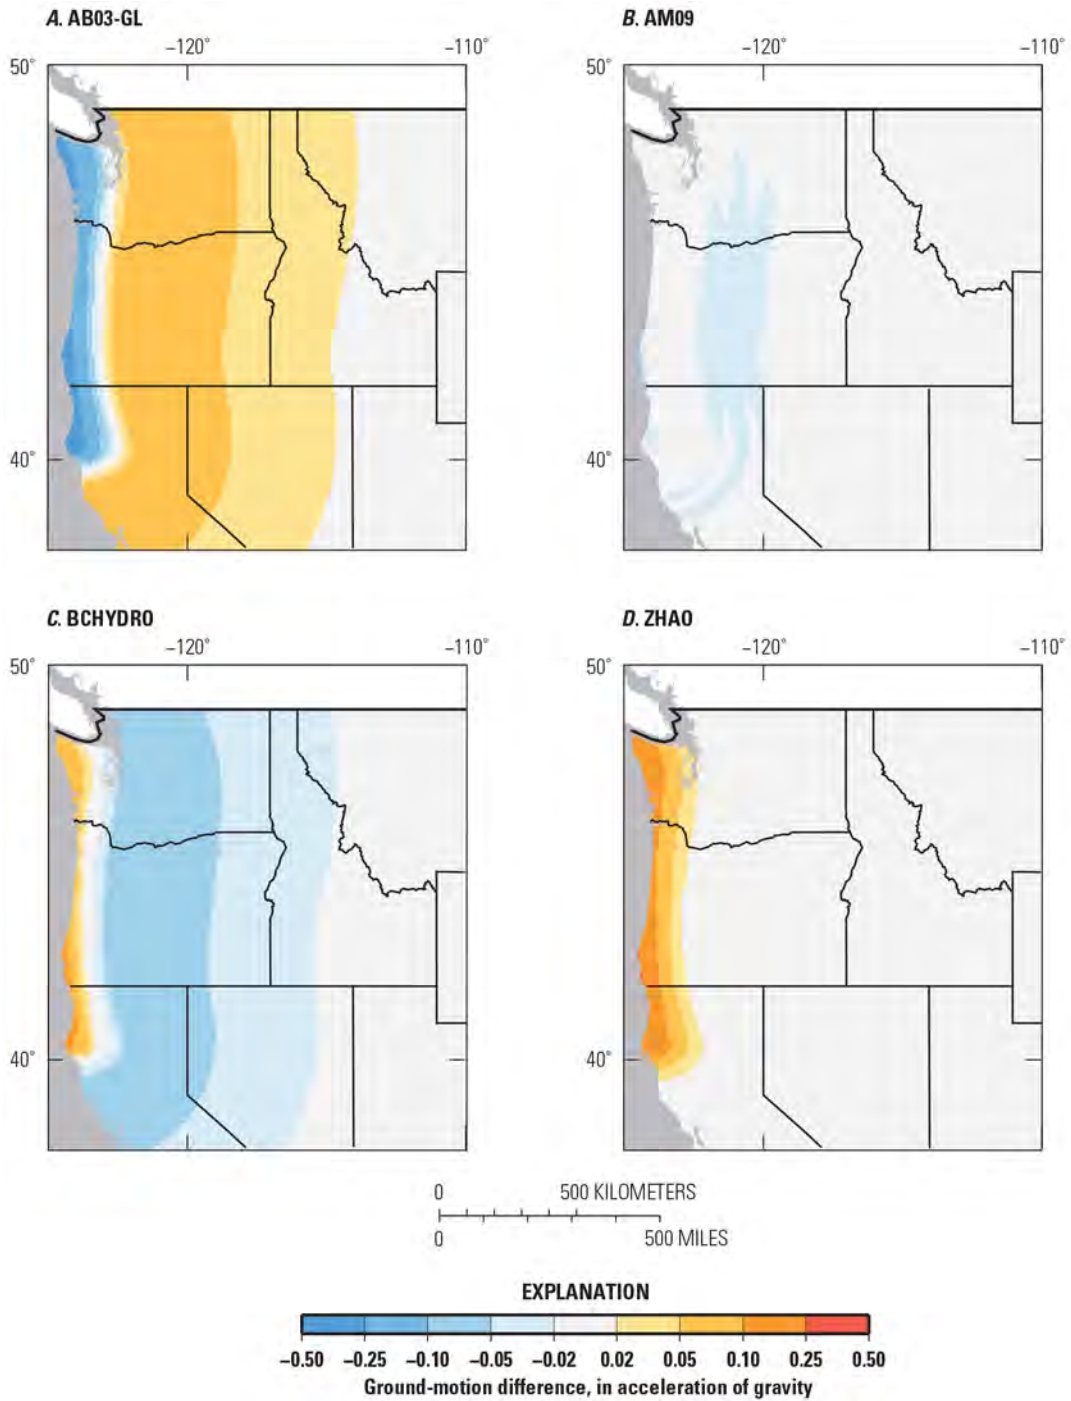 A. AB03-GL
B. AM09
−120°
−110°
−120°
−110°
50°
50°
40°
40°
C. BCHYDRO
D. ZHAO
−120°
−110°
−120°
−110°
50°
50°
40°
40°
0 500 KILOMETERS
0 500 MILES
EXPLANATION
−0.50 −0.25 −0.10 −0.05 −0.02 0.02 0.05 0.10 0.25 0.50
Ground-motion difference, in acceleration of gravity